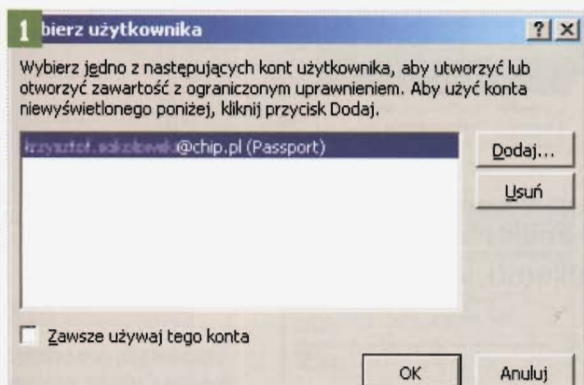 1 bierz użytkownika
Wybierz jedno z następujących kont użytkownika, aby utworzyć lub
otworzyć zawartość z ograniczonym uprawnieniem. Aby użyć konta
niewyświetlonego poniżej, kliknij przycisk Dodaj.
@chip.pl (Passport)
Dodaj...
Usuń
Zawsze używaj tego konta
OK Anuluj